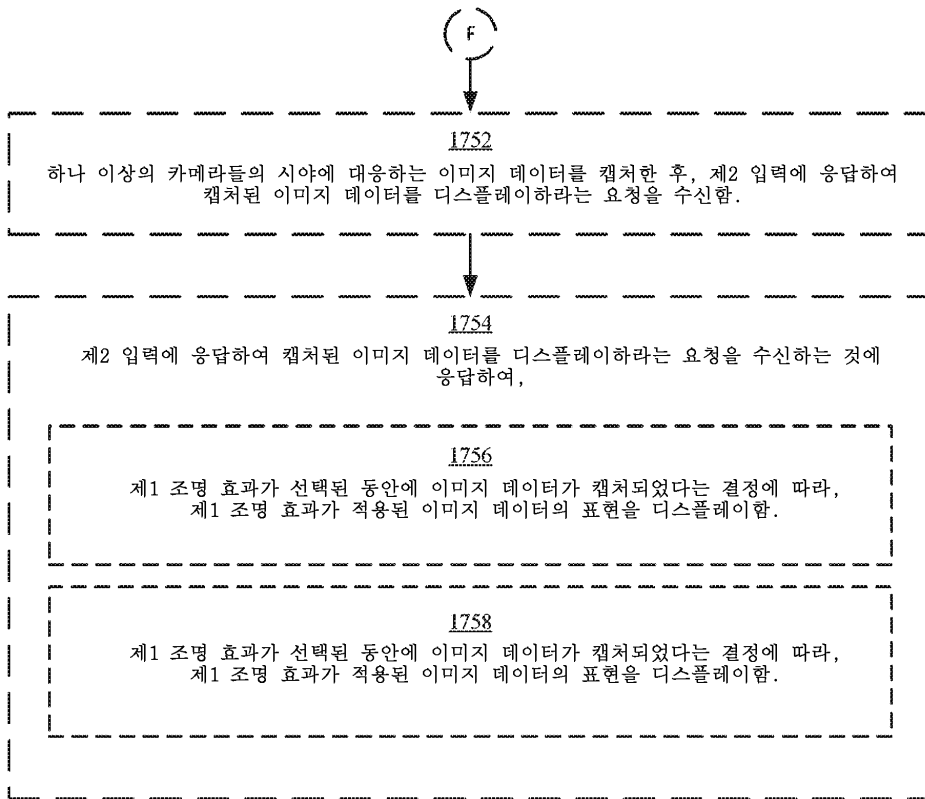 F
1752
하나 이상의 카메라들의 시야에 대응하는 이미지 데이터를 캡처한 후, 제2 입력에 응답하여
캡처된 이미지 데이터를 디스플레이하라는 요청을 수신함.
1754
제2 입력에 응답하여 캡처된 이미지 데이터를 디스플레이하라는 요청을 수신하는 것에
응답하여,
1756
제1 조명 효과가 선택된 동안에 이미지 데이터가 캡처되었다는 결정에 따라,
제1 조명 효과가 적용된 이미지 데이터의 표현을 디스플레이함.
1758
제1 조명 효과가 선택된 동안에 이미지 데이터가 캡처되었다는 결정에 따라,
제1 조명 효과가 적용된 이미지 데이터의 표현을 디스플레이함.